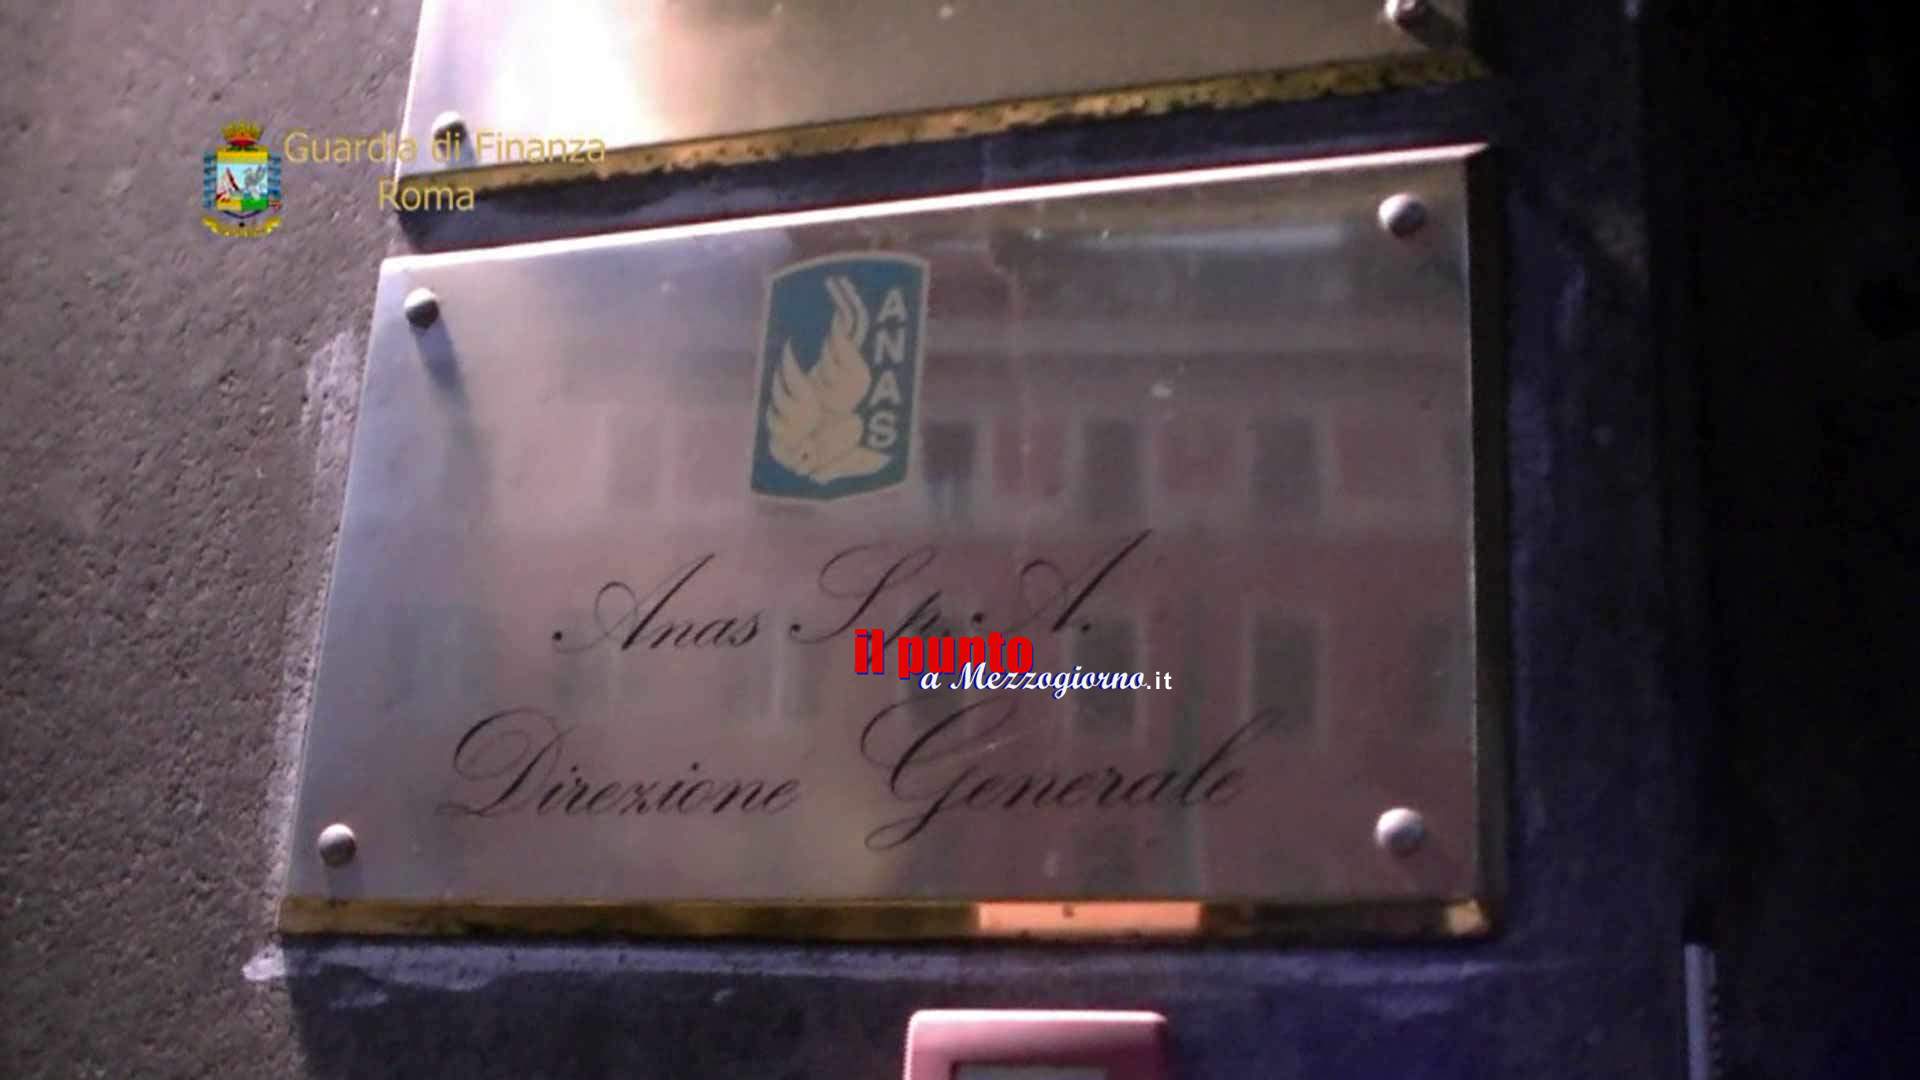 Guardia di Finanza
Roma
ANAS
Anas S.p.A.
il punto
a Mezzogiorno.it
Direzione Generale